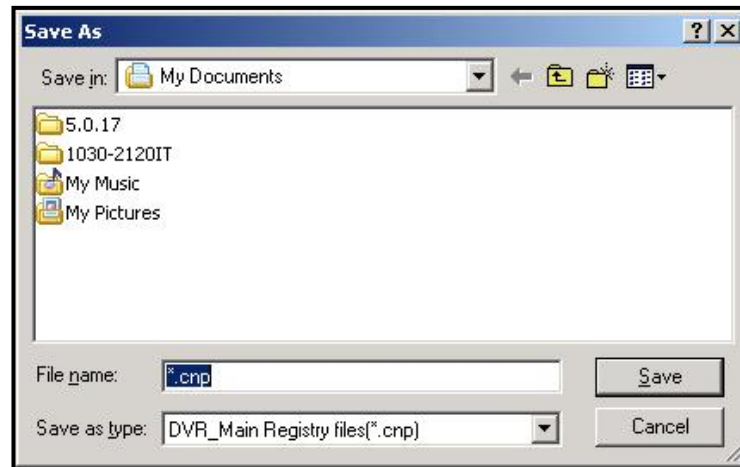 Save As
Save in: My Documents
5.0.17
1030-2120IT
My Music
My Pictures
File name: *.cnp Save
Save as type: DVR_Main Registry files(*.cnp) Cancel